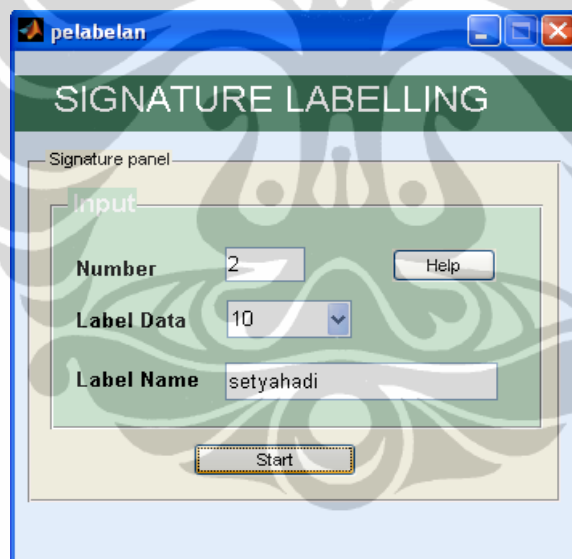 pelabelan
SIGNATURE LABELLING
Signature panel
Input
Number 2 Help
Label Data 10
Label Name setyahadi
Start